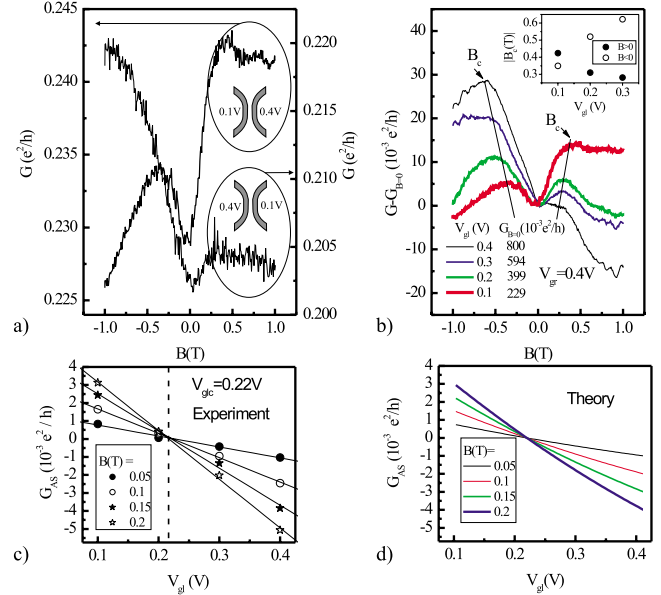 a)
G (e²/h)
0.245
0.240
0.235
0.230
0.225
0.220
0.218
0.215
0.210
0.204
0.205
0.200
G (e²/h)
0.1V 0.4V
0.4V 0.1V
-1.0 -0.5 0.0 0.5 1.0
B(T)
b)
G-G_B=0 (10⁻³ e²/h)
40
30
20
10
0
-10
-20
B_c
B_c
|B_c(T)|
0.6
0.5
0.4
0.3
B>0
B<0
0.1 0.2 0.3
V_gl (V)
V_gl (V) G_B=0(10⁻³e²/h)
0.4 800
0.3 594
0.2 399
0.1 229
V_gr=0.4V
-1.0 -0.5 0.0 0.5 1.0
B(T)
c)
G_AS (10⁻³ e² / h)
4
3
2
1
0
-1
-2
-3
-4
-5
V_glc=0.22V
Experiment
B(T) =
0.05
0.1
0.15
0.2
0.1 0.2 0.3 0.4
V_gl (V)
d)
G_AS (10⁻³ e²/h)
4
3
2
1
0
-1
-2
-3
-4
-5
Theory
B(T)=
0.05
0.1
0.15
0.2
0.1 0.2 0.3 0.4
V_gl(V)